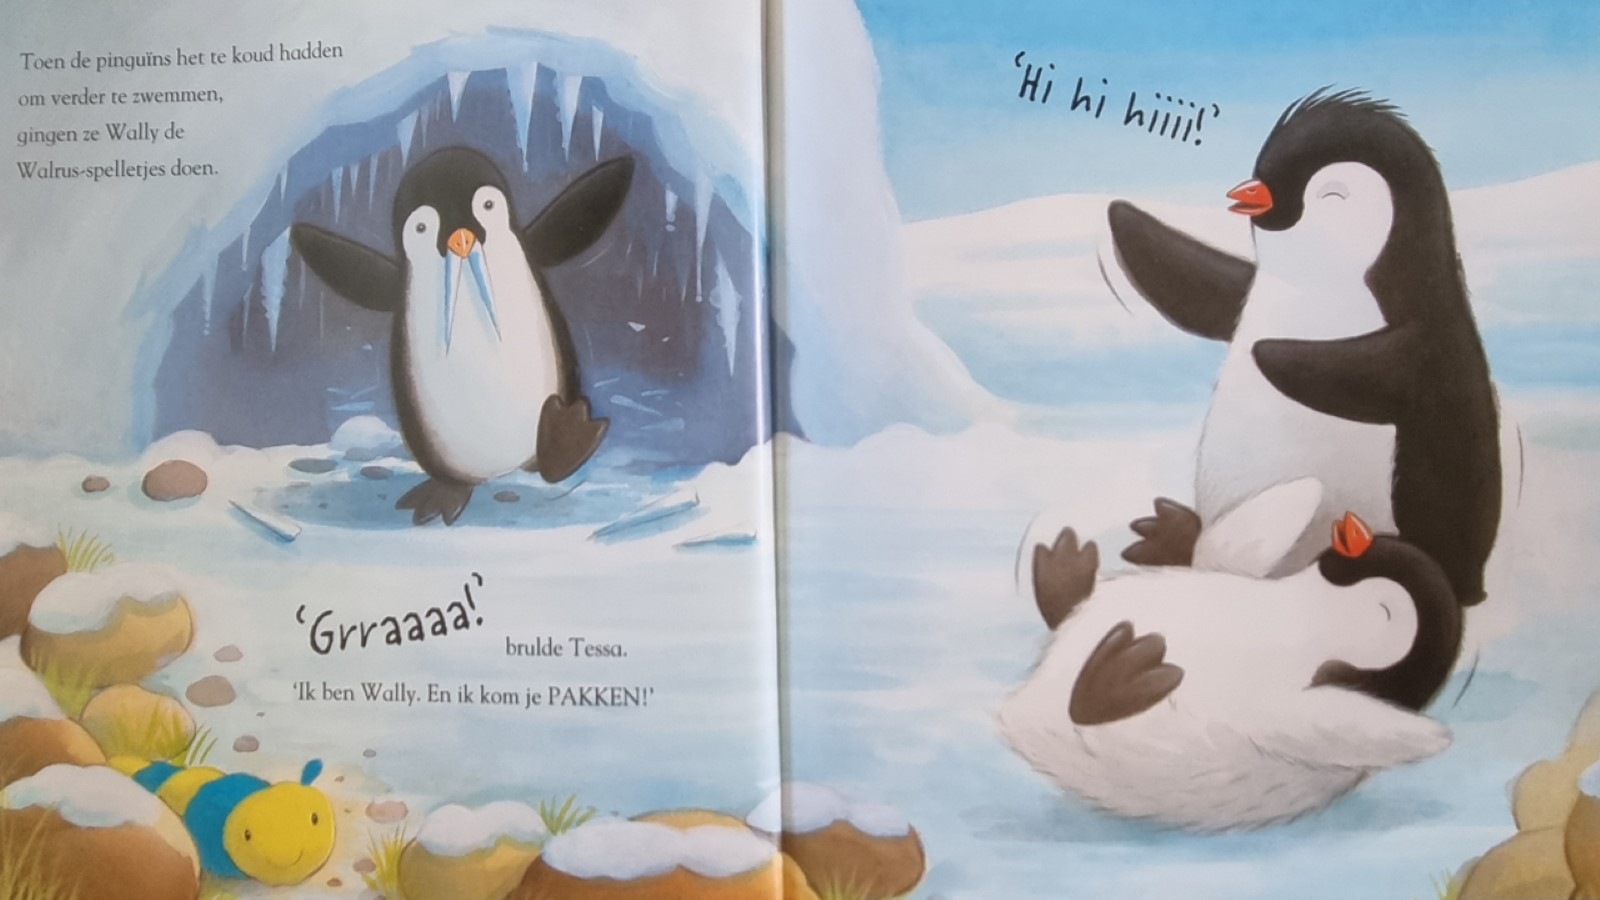 Toen de pinguïns het te koud hadden
om verder te zwemmen,
gingen ze Wally de
Walrus-spelletjes doen.
‘Grraaaa!’ brulde Tessa.
‘Ik ben Wally. En ik kom je PAKKEN!’
‘Hi hi hiiii!’